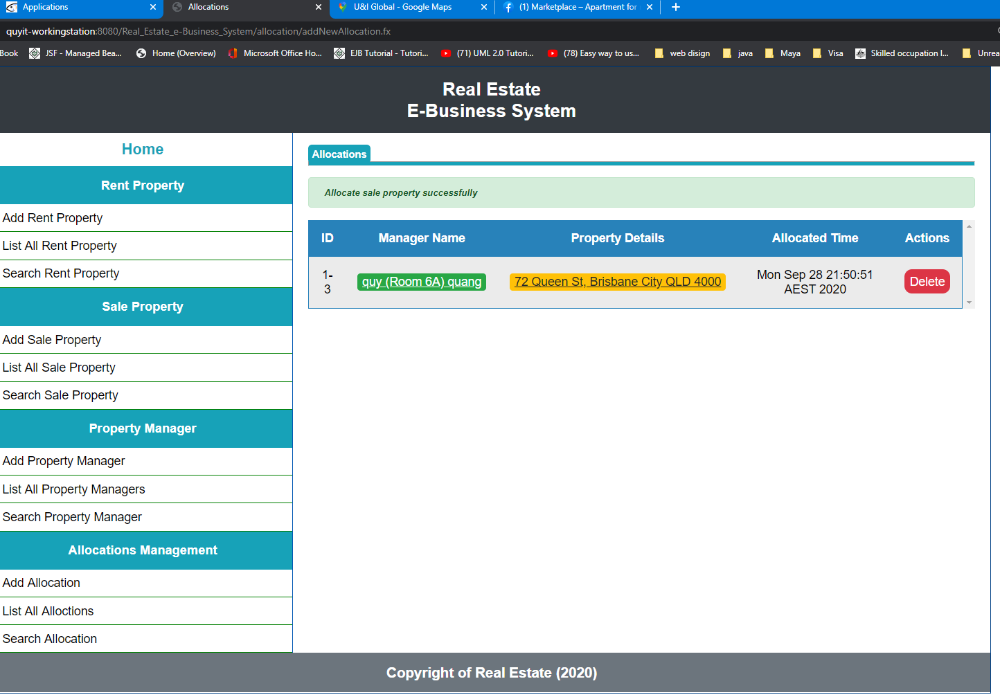 Applications
Allocations
U&I Global - Google Maps
(1) Marketplace – Apartment for
quyit-workingstation:8080/Real_Estate_e-Business_System/allocation/addNewAllocation.fx
Book
JSF - Managed Bea...
Home (Overview)
Microsoft Office Ho...
EJB Tutorial - Tutori...
(71) UML 2.0 Tutori...
(78) Easy way to us...
web disign
java
Maya
Visa
Skilled occupation l...
Unrea
Real Estate
E-Business System
Home
Rent Property
Add Rent Property
List All Rent Property
Search Rent Property
Sale Property
Add Sale Property
List All Sale Property
Search Sale Property
Property Manager
Add Property Manager
List All Property Managers
Search Property Manager
Allocations Management
Add Allocation
List All Alloctions
Search Allocation
Allocations
Allocate sale property successfully
ID Manager Name Property Details Allocated Time Actions
1-
3
quy (Room 6A) quang
72 Queen St, Brisbane City QLD 4000
Mon Sep 28 21:50:51
AEST 2020
Delete
Copyright of Real Estate (2020)